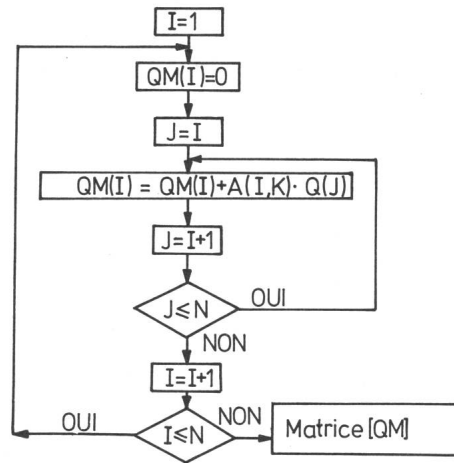 I=1
QM(I)=0
J=I
QM(I) = QM(I)+A(I,K)· Q(J)
J=I+1
J≤N
OUI
NON
I=I+1
OUI
I≤N
NON
Matrice [QM]